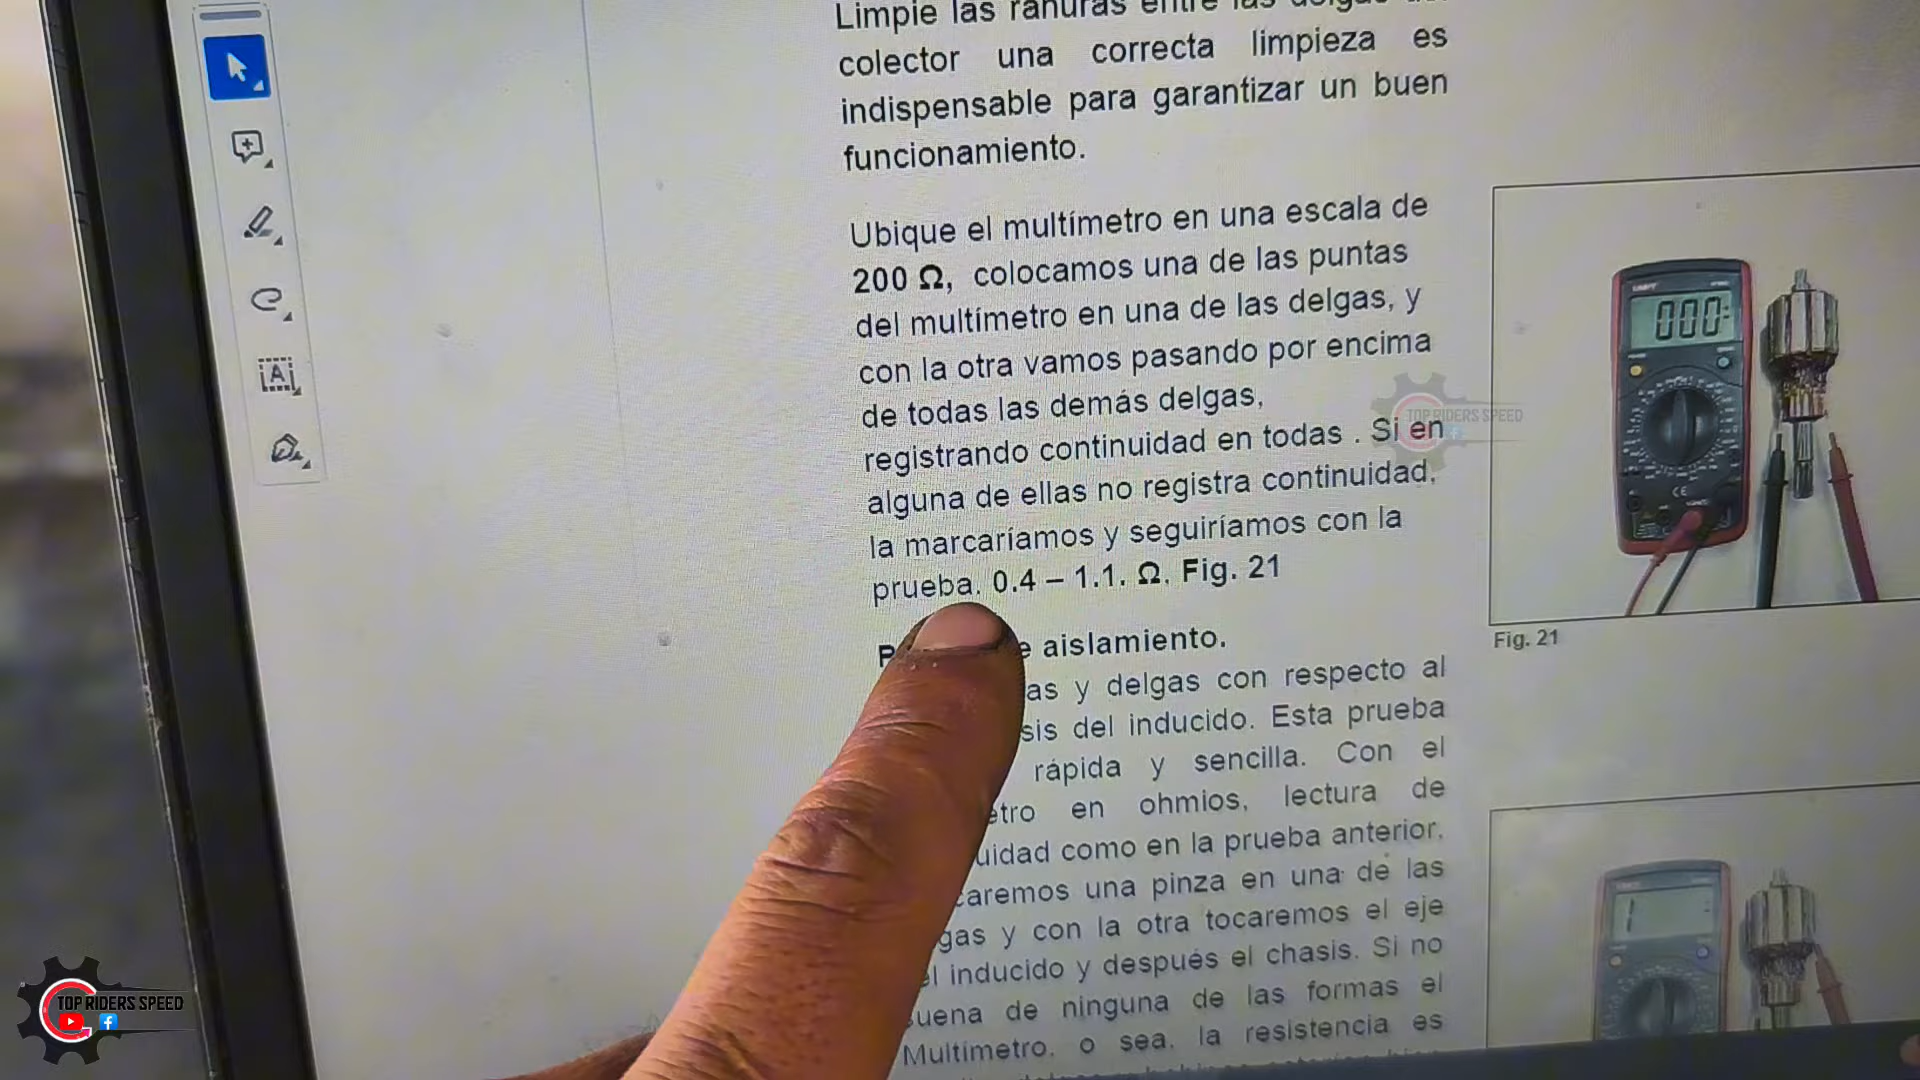 Limpie las ranuras entre las delgas
colector una correcta limpieza es
indispensable para garantizar un buen
funcionamiento.
Ubique el multímetro en una escala de
200 Ω, colocamos una de las puntas
del multímetro en una de las delgas, y
con la otra vamos pasando por encima
de todas las demás delgas,
registrando continuidad en todas . Si en
alguna de ellas no registra continuidad,
la marcaríamos y seguiríamos con la
prueba. 0.4 – 1.1. Ω. Fig. 21
000
TOP RIDERS SPEED
Fig. 21
aislamiento.
as y delgas con respecto al
sis del inducido. Esta prueba
rápida y sencilla. Con el
etro en ohmios, lectura de
uidad como en la prueba anterior.
caremos una pinza en una de las
gas y con la otra tocaremos el eje
el inducido y después el chasis. Si no
uena de ninguna de las formas el
Multímetro. o sea. la resistencia es
1
TOP RIDERS SPEED